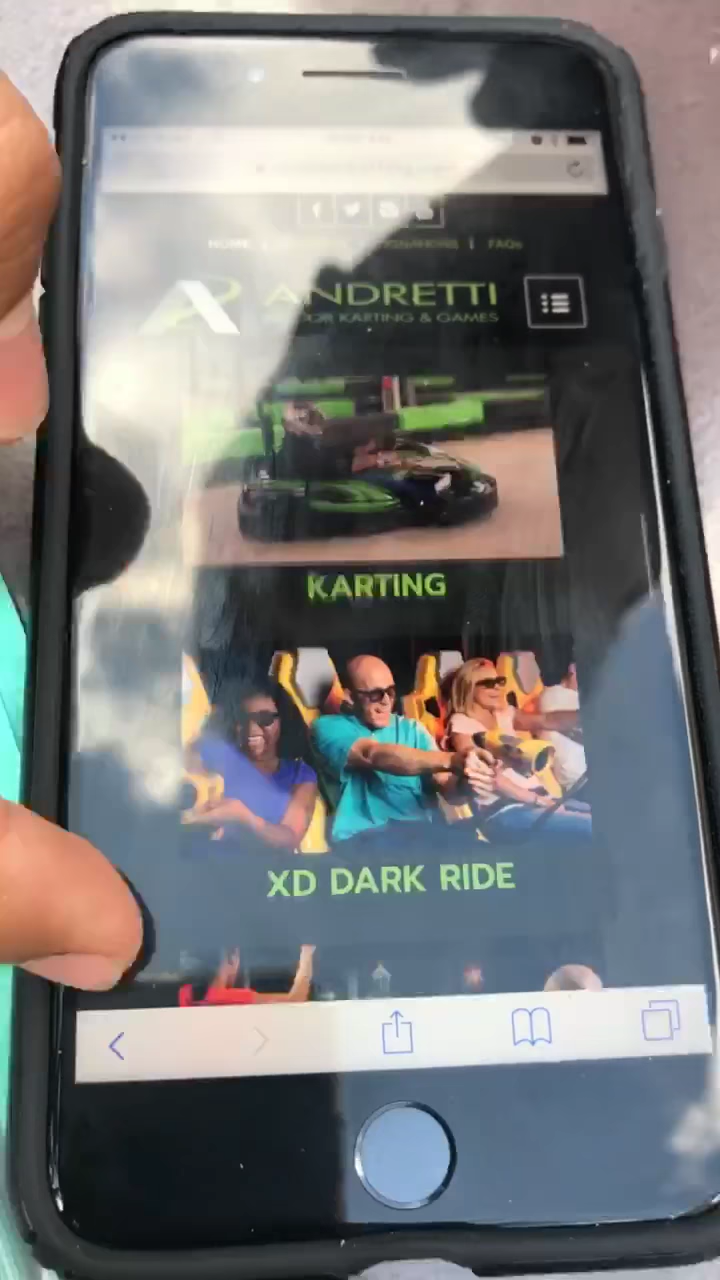 HOME | | FAQs
ANDRETTI
KARTING & GAMES
KARTING
XD DARK RIDE